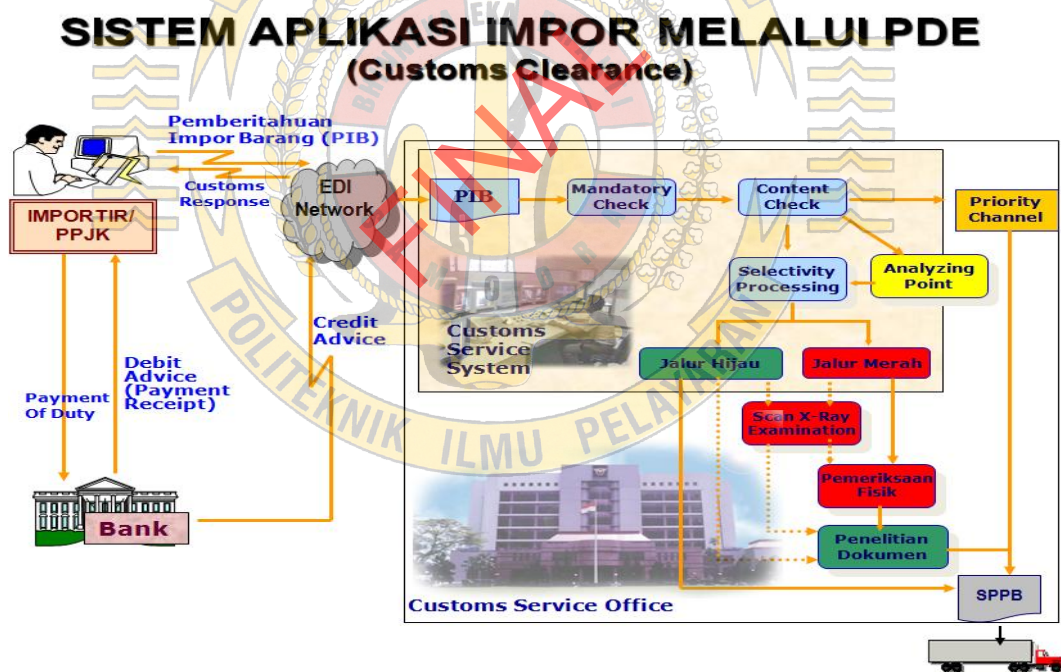 SISTEM APLIKASI IMPOR MELALUI PDE
(Customs Clearance)
Pemberitahuan
Impor Barang (PIB)
Customs
Response
IMPORTIR/
PPJK
EDI
Network
PIB
Mandatory
Check
Content
Check
Priority
Channel
Selectivity
Processing
Analyzing
Point
Customs
Service
System
Jalur Hijau
Jalur Merah
Credit
Advice
Debit
Advice
(Payment
Receipt)
Payment
Of Duty
Scan X-Ray
Examination
Pemeriksaan
Fisik
Penelitian
Dokumen
Bank
Customs Service Office
SPPB
FINAL
POLITEKNIK ILMU PELAYARAN